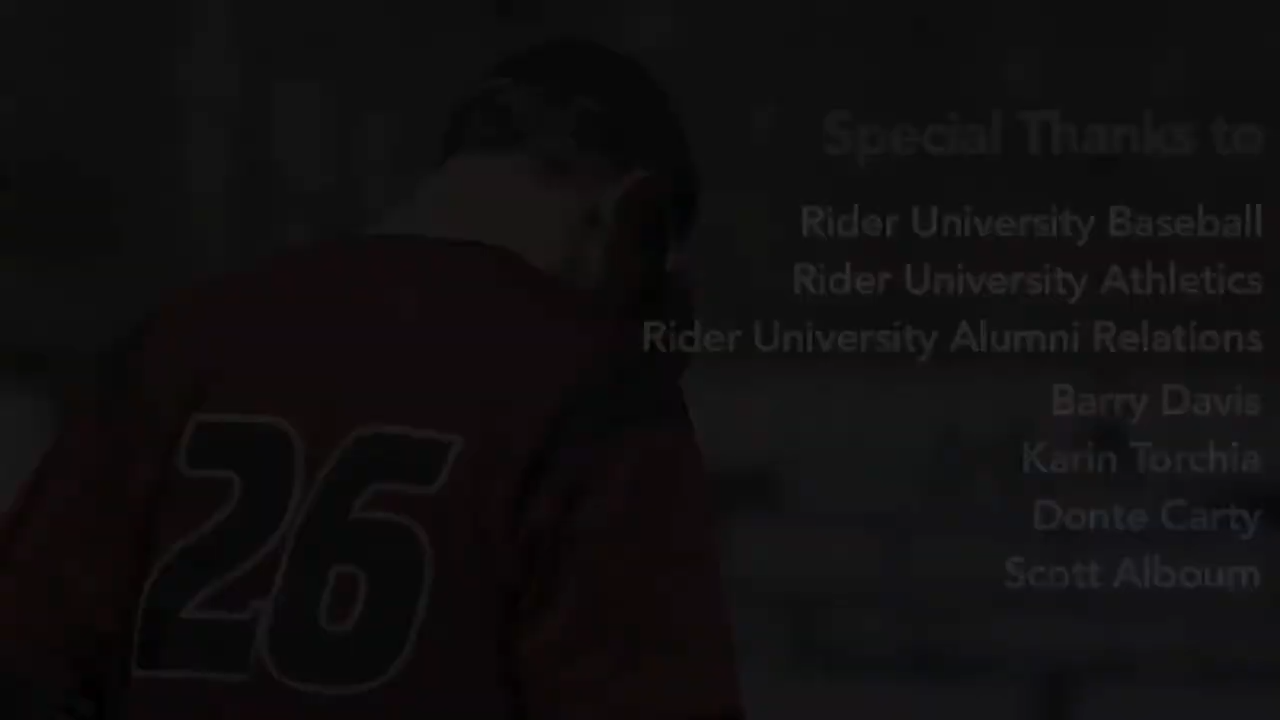 Special Thanks to
Rider University Baseball
Rider University Athletics
Rider University Alumni Relations
Barry Davis
Karin Torchia
Donte Carty
Scott Alboum
26